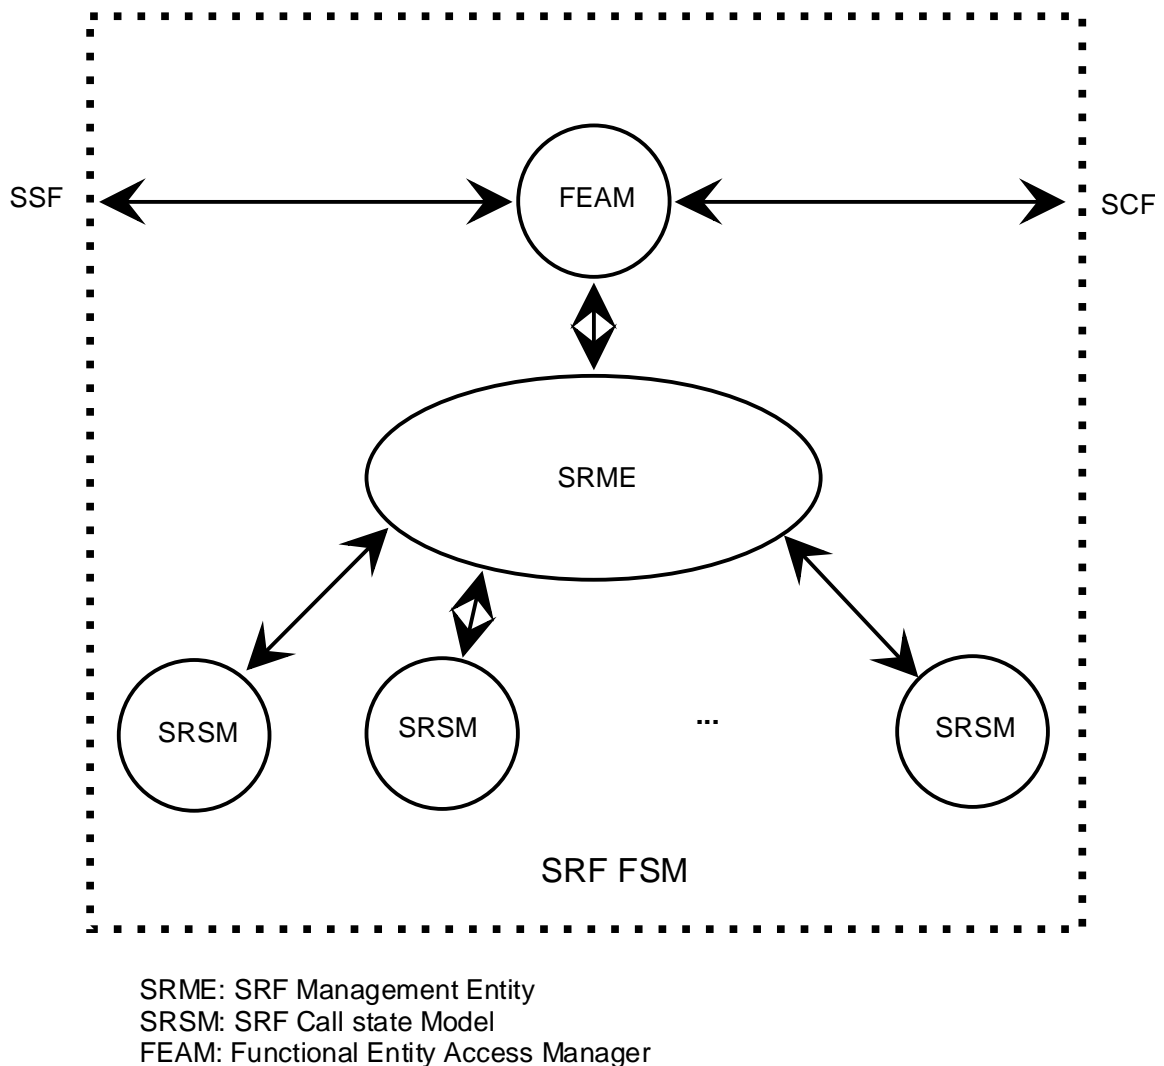 FEAM
SSF
SCF
SRME
SRSM
SRSM
...
SRSM
SRF FSM
SRME: SRF Management Entity
SRSM: SRF Call state Model
FEAM: Functional Entity Access Manager